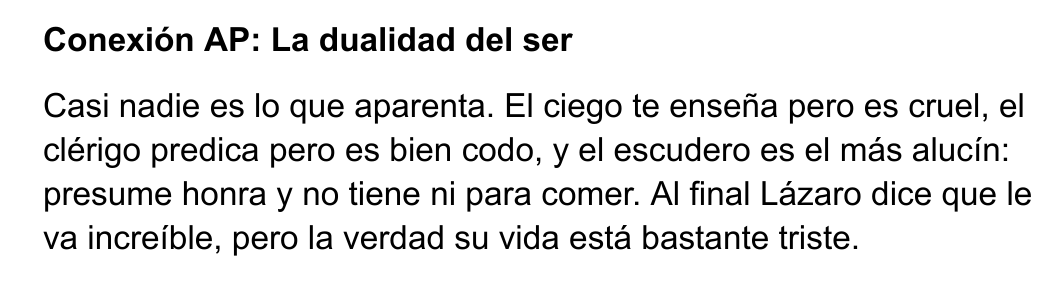 Conexión AP: La dualidad del ser
Casi nadie es lo que aparenta. El ciego te enseña pero es cruel, el
clérigo predica pero es bien codo, y el escudero es el más alucín:
presume honra y no tiene ni para comer. Al final Lázaro dice que le
va increíble, pero la verdad su vida está bastante triste.